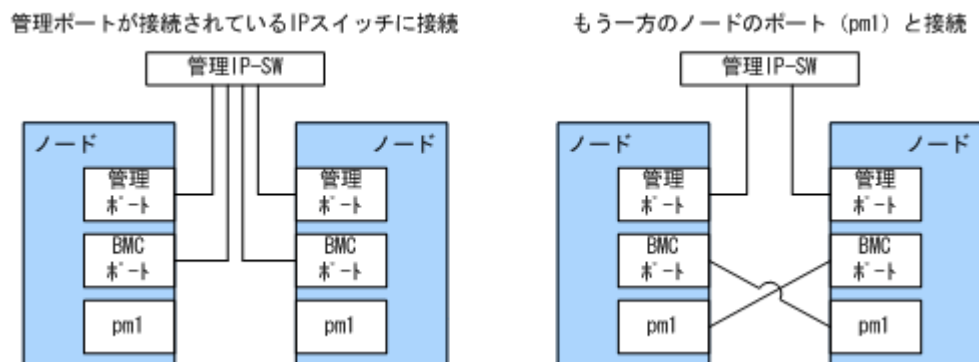 管理ポートが接続されているIPスイッチに接続
もう一方のノードのポート（pm1）と接続
管理IP-SW
管理IP-SW
ノード
ノード
ノード
ノード
管理
ﾎﾟｰﾄ
管理
ﾎﾟｰﾄ
管理
ﾎﾟｰﾄ
管理
ﾎﾟｰﾄ
BMC
ﾎﾟｰﾄ
BMC
ﾎﾟｰﾄ
BMC
ﾎﾟｰﾄ
BMC
ﾎﾟｰﾄ
pm1
pm1
pm1
pm1